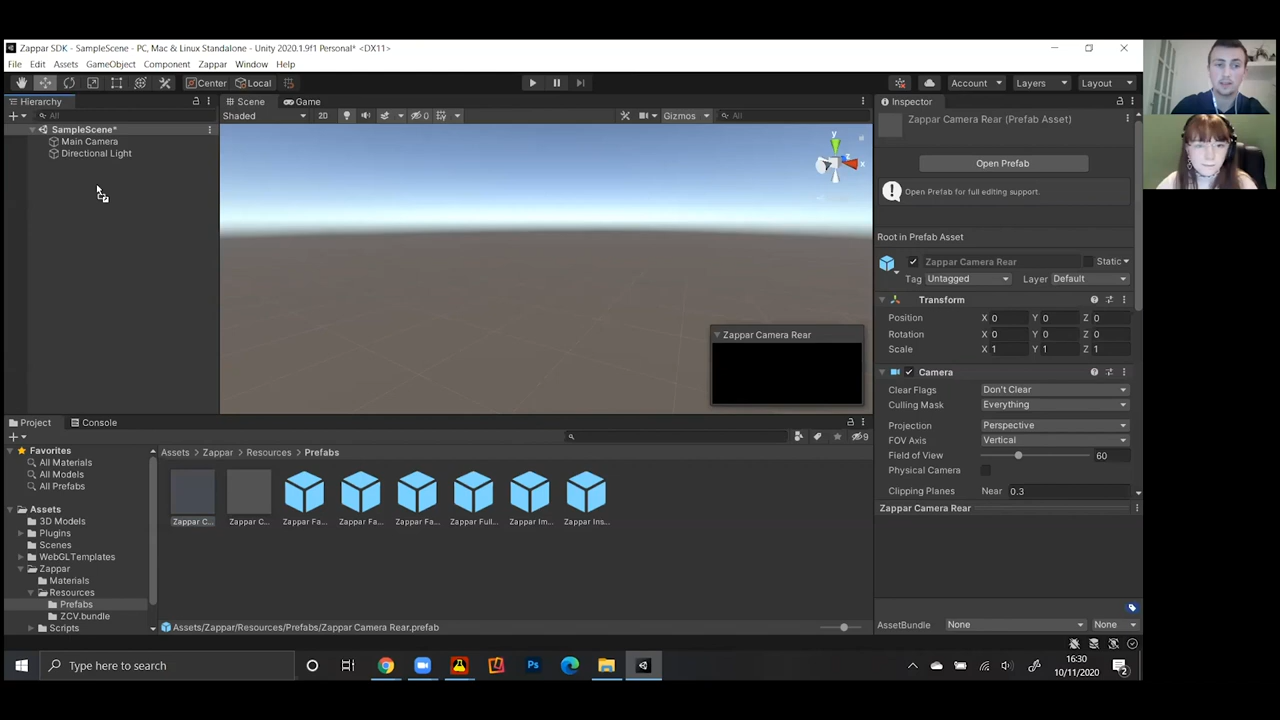 Zappar SDK - SampleScene - PC, Mac & Linux Standalone - Unity 2020.1.9f1 Personal* <DX11>
File Edit Assets GameObject Component Zappar Window Help
Center Local Account Layers Layout
Hierarchy
All
SampleScene*
Main Camera
Directional Light
Scene Game
Shaded 2D 0 Gizmos All
y
x
z
Zappar Camera Rear
Inspector
Zappar Camera Rear (Prefab Asset)
Open Prefab
Open Prefab for full editing support.
Root in Prefab Asset
Zappar Camera Rear Static
Tag Untagged Layer Default
Transform
Position X 0 Y 0 Z 0
Rotation X 0 Y 0 Z 0
Scale X 1 Y 1 Z 1
Camera
Clear Flags Don't Clear
Culling Mask Everything
Projection Perspective
FOV Axis Vertical
Field of View 60
Physical Camera
Clipping Planes Near 0.3
Zappar Camera Rear
AssetBundle None None
Project Console
9
Favorites
All Materials
All Models
All Prefabs
Assets
3D Models
Plugins
Scenes
WebGLTemplates
Zappar
Materials
Resources
Prefabs
ZCV.bundle
Scripts
Assets > Zappar > Resources > Prefabs
Zappar C... Zappar C... Zappar Fa... Zappar Fa... Zappar Fa... Zappar Full... Zappar Im... Zappar Ins...
Assets/Zappar/Resources/Prefabs/Zappar Camera Rear.prefab
Type here to search
Ps
16:30
10/11/2020
2